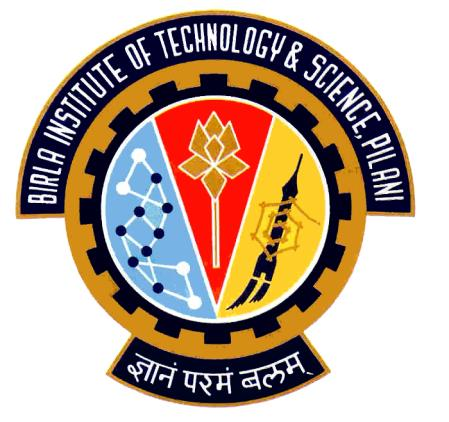 BIRLA INSTITUTE OF TECHNOLOGY & SCIENCE, PILANI
ज्ञानं परमं बलम्